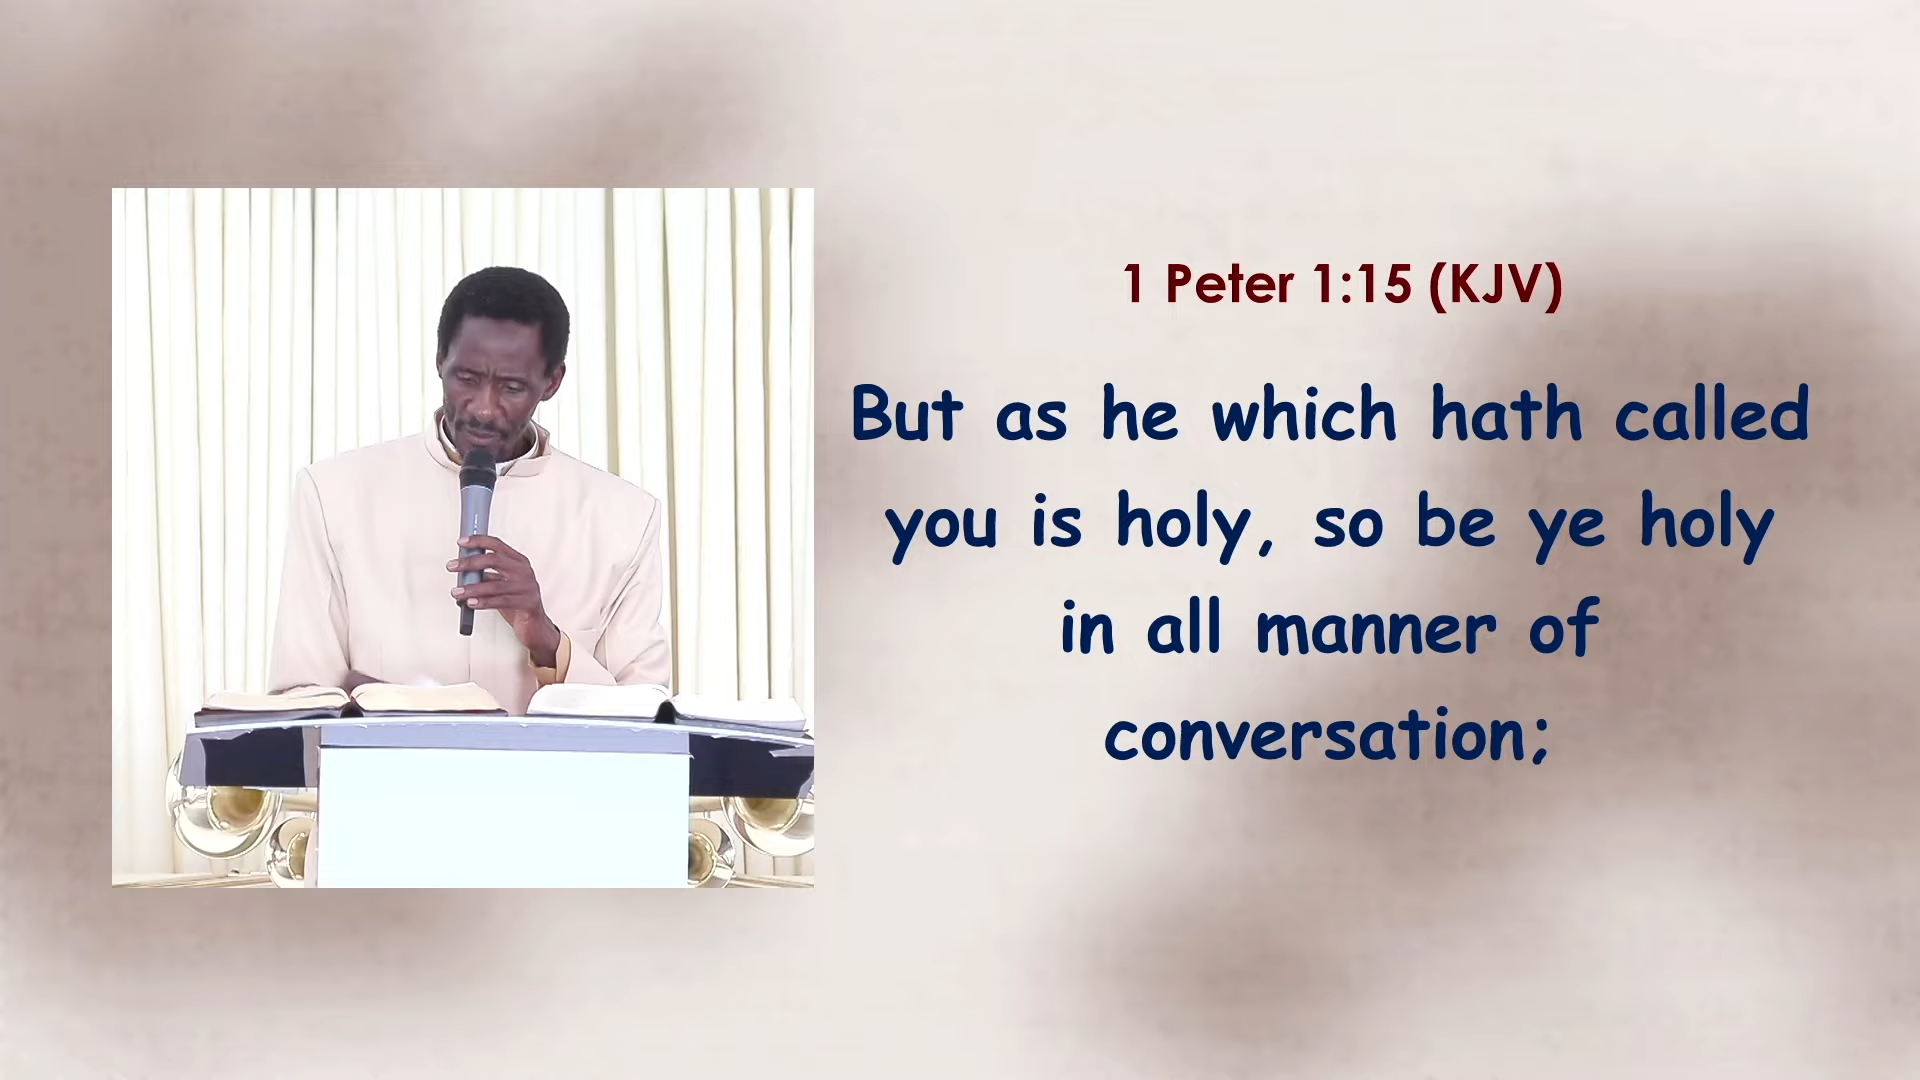 1 Peter 1:15 (KJV)
But as he which hath called
you is holy, so be ye holy
in all manner of
conversation;